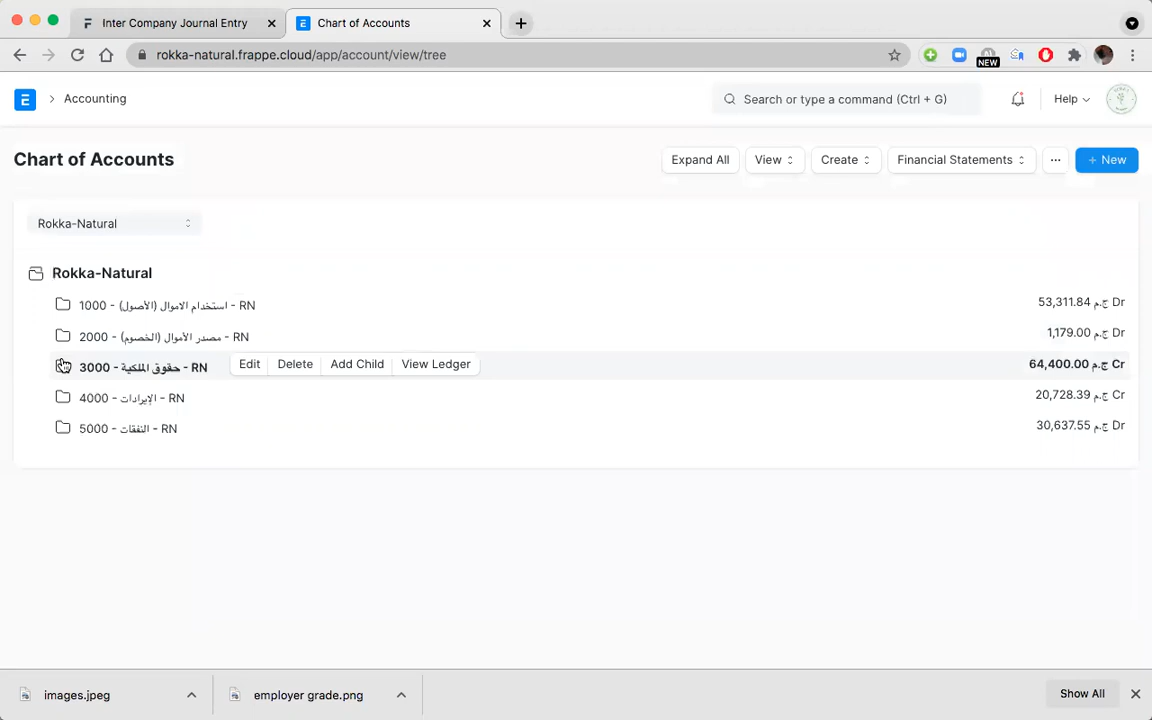 Inter Company Journal Entry
Chart of Accounts
rokka-natural.frappe.cloud/app/account/view/tree
NEW
E
Accounting
Search or type a command (Ctrl + G)
Help
Chart of Accounts
Expand All
View
Create
Financial Statements
+ New
Rokka-Natural
Rokka-Natural
1000 - استخدام الاموال (الأصول) - RN
53,311.84 ج.م Dr
2000 - مصدر الأموال (الخصوم) - RN
1,179.00 ج.م Dr
3000 - حقوق الملكية - RN
Edit
Delete
Add Child
View Ledger
64,400.00 ج.م Cr
4000 - الإيرادات - RN
20,728.39 ج.م Cr
5000 - النفقات - RN
30,637.55 ج.م Dr
images.jpeg
employer grade.png
Show All